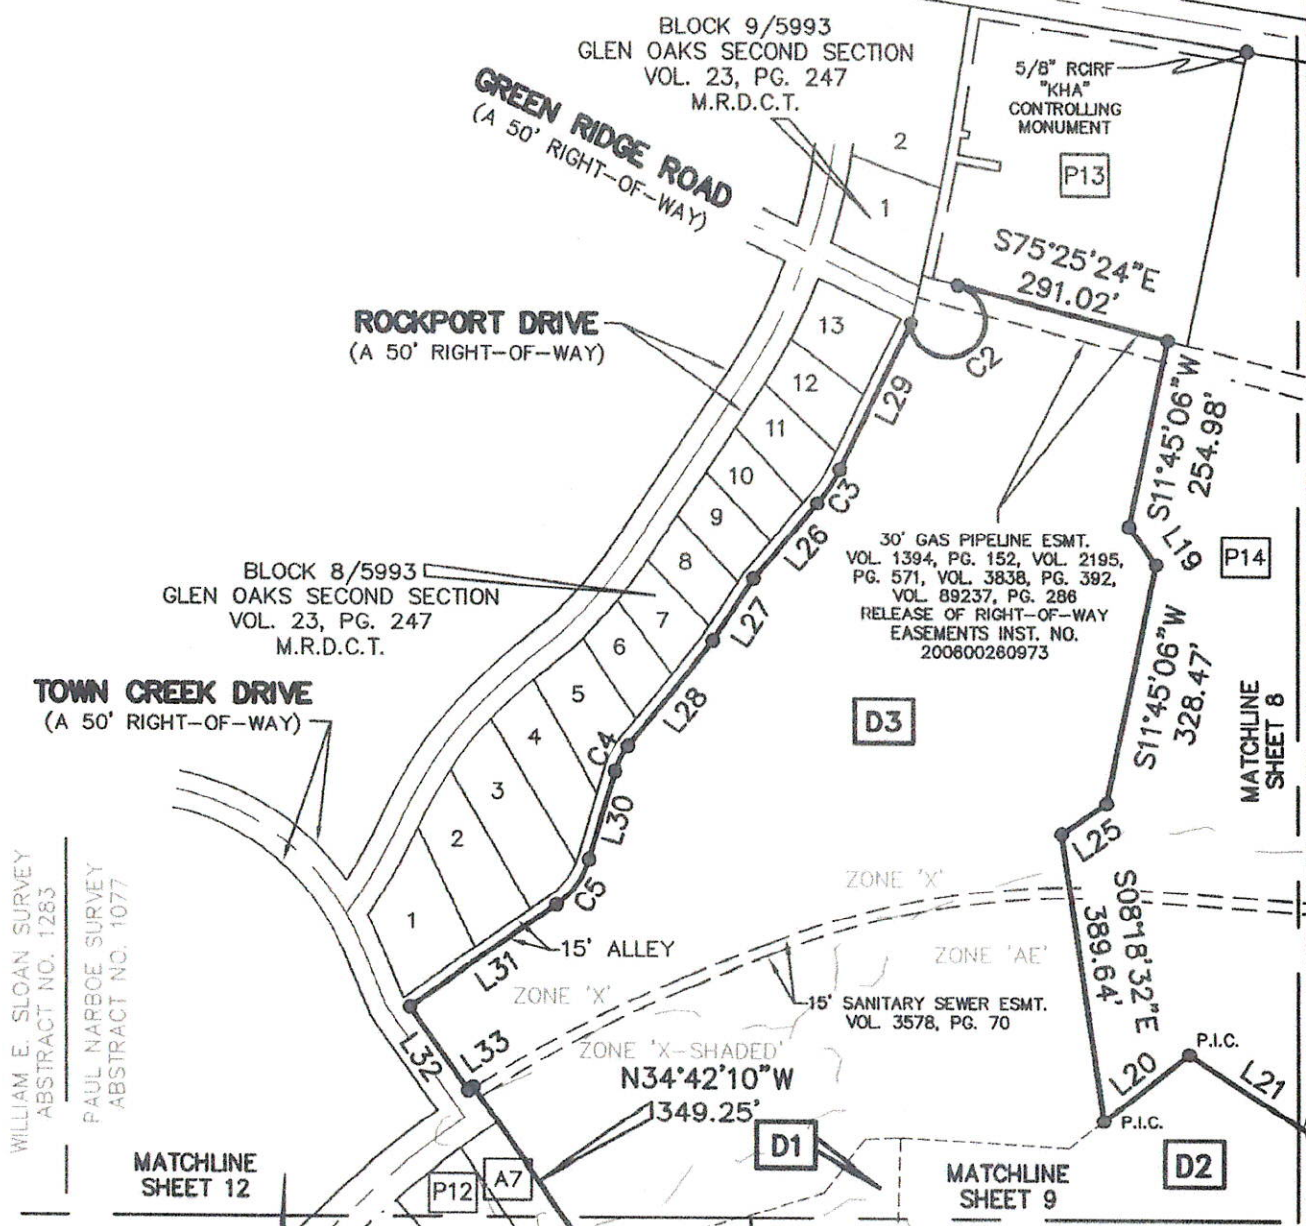 BLOCK 9/5993
GLEN OAKS SECOND SECTION
VOL. 23, PG. 247
M.R.D.C.T.
GREEN RIDGE ROAD
(A 50' RIGHT-OF-WAY)
5/8" RCIRF
"KHA"
CONTROLLING
MONUMENT
P13
2
1
S75°25'24"E
291.02'
ROCKPORT DRIVE
(A 50' RIGHT-OF-WAY)
13
12
11
10
9
8
7
6
5
4
3
2
1
C2
L29
C3
L26
L27
L28
C4
L30
C5
L31
L32
L33
S11°45'06"W
254.98'
L19
P14
30' GAS PIPELINE ESMT.
VOL. 1394, PG. 152, VOL. 2195,
PG. 571, VOL. 3838, PG. 392,
VOL. 89237, PG. 286
RELEASE OF RIGHT-OF-WAY
EASEMENTS INST. NO.
200600260973
BLOCK 8/5993
GLEN OAKS SECOND SECTION
VOL. 23, PG. 247
M.R.D.C.T.
TOWN CREEK DRIVE
(A 50' RIGHT-OF-WAY)
D3
S11°45'06"W
328.47'
MATCHLINE
SHEET 8
L25
S08°18'32"E
389.64'
ZONE 'X'
ZONE 'AE'
15' ALLEY
ZONE 'X'
15' SANITARY SEWER ESMT.
VOL. 3578, PG. 70
ZONE 'X-SHADED'
N34°42'10"W
1349.25'
WILLIAM E. SLOAN SURVEY
ABSTRACT NO. 1283
PAUL NARBOE SURVEY
ABSTRACT NO. 1077
P.I.C.
L20
L21
P.I.C.
D1
D2
MATCHLINE
SHEET 12
P12
A7
MATCHLINE
SHEET 9